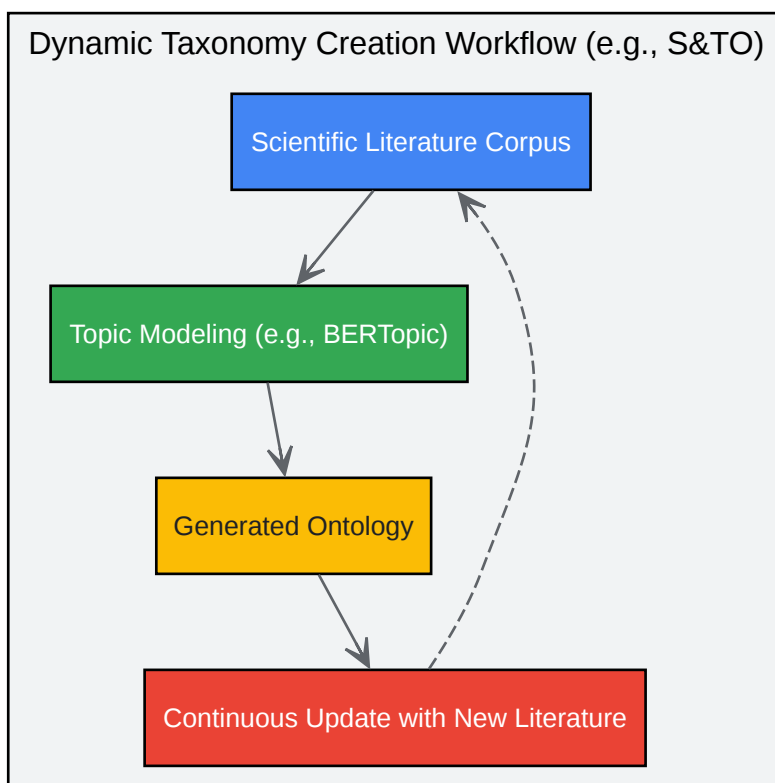 Dynamic Taxonomy Creation Workflow (e.g., S&TO)
Scientific Literature Corpus
Topic Modeling (e.g., BERTopic)
Generated Ontology
Continuous Update with New Literature